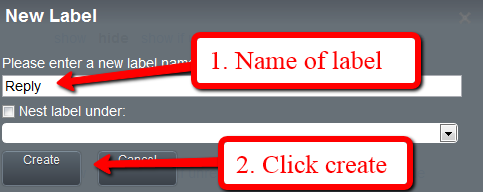 New Label
Please enter a new label name
1. Name of label
Reply
Nest label under:
Create
Cancel
2. Click create